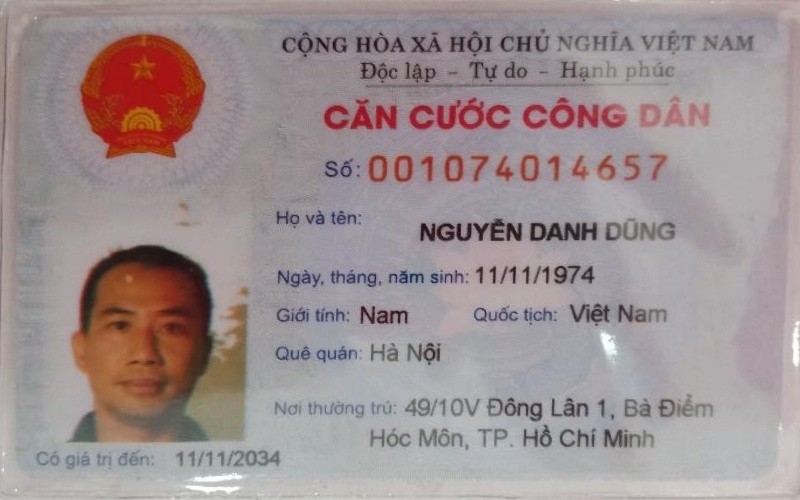 CỘNG HÒA XÃ HỘI CHỦ NGHĨA VIỆT NAM
Độc lập - Tự do - Hạnh phúc
CĂN CƯỚC CÔNG DÂN
Số: 001074014657
Họ và tên: NGUYỄN DANH DŨNG
Ngày, tháng, năm sinh: 11/11/1974
Giới tính: Nam Quốc tịch: Việt Nam
Quê quán: Hà Nội
Nơi thường trú: 49/10V Đông Lân 1, Bà Điểm
Hóc Môn, TP. Hồ Chí Minh
Có giá trị đến: 11/11/2034